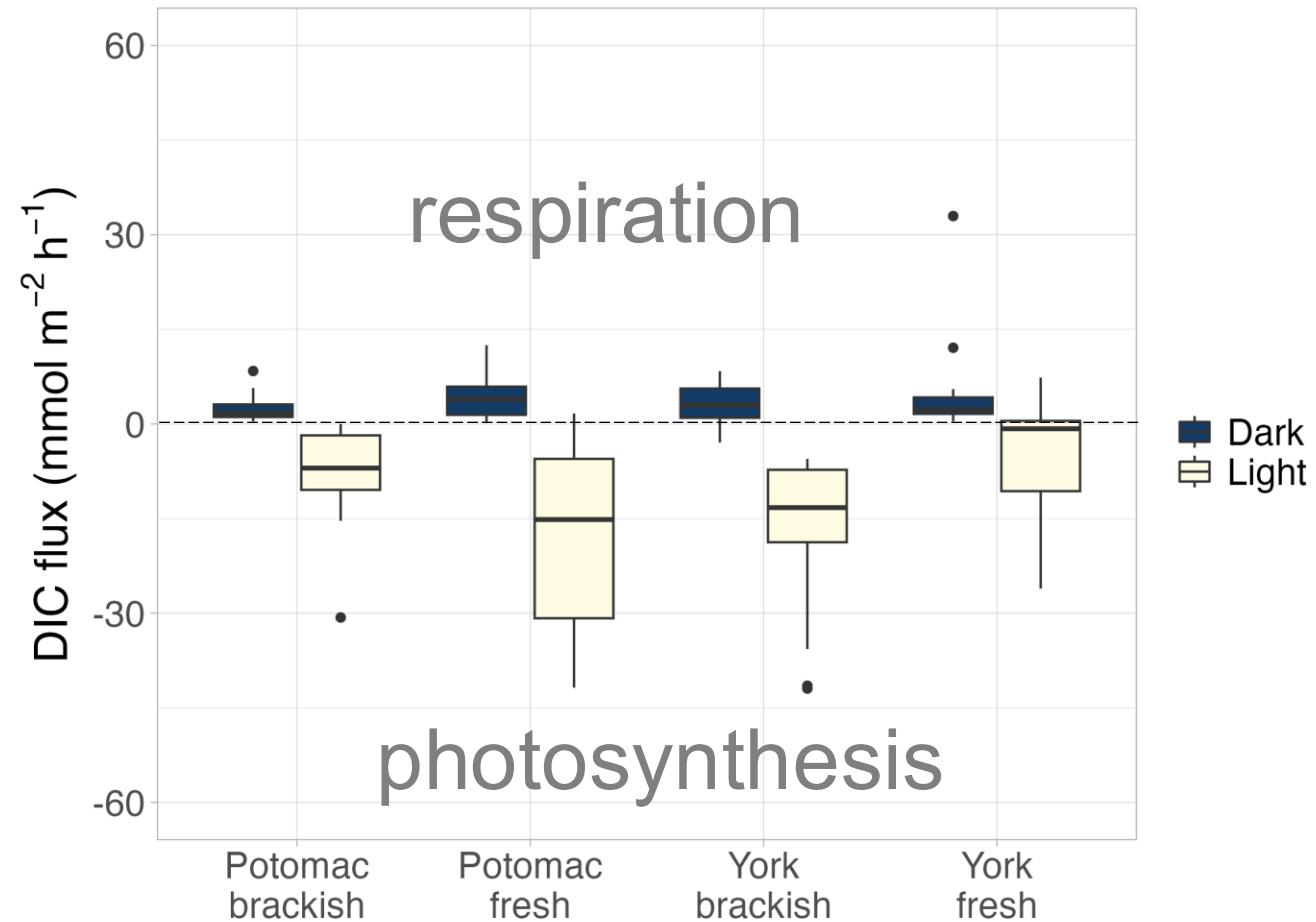 60
30
0
-30
-60
DIC flux (mmol m⁻² h⁻¹)
respiration
photosynthesis
Dark
Light
Potomac
brackish
Potomac
fresh
York
brackish
York
fresh